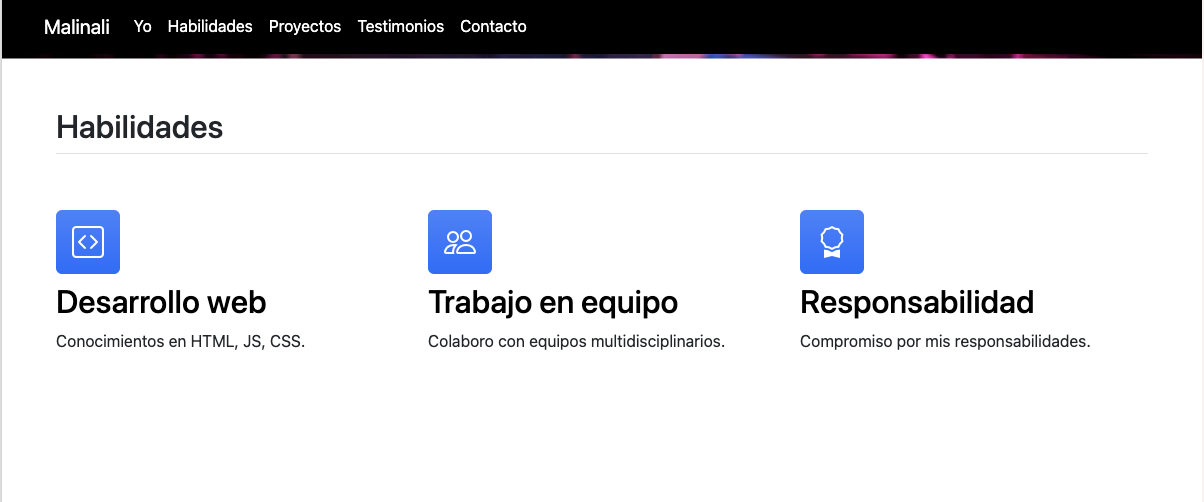 Malinali Yo Habilidades Proyectos Testimonios Contacto
Habilidades
Desarrollo web
Conocimientos en HTML, JS, CSS.
Trabajo en equipo
Colaboro con equipos multidisciplinarios.
Responsabilidad
Compromiso por mis responsabilidades.